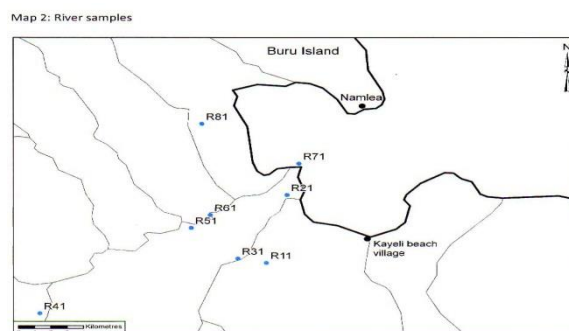 Map 2: River samples
Buru Island
N
Namlea
R81
R71
R21
R61
R51
Kayeli beach
village
R31
R11
R41
Kilometres